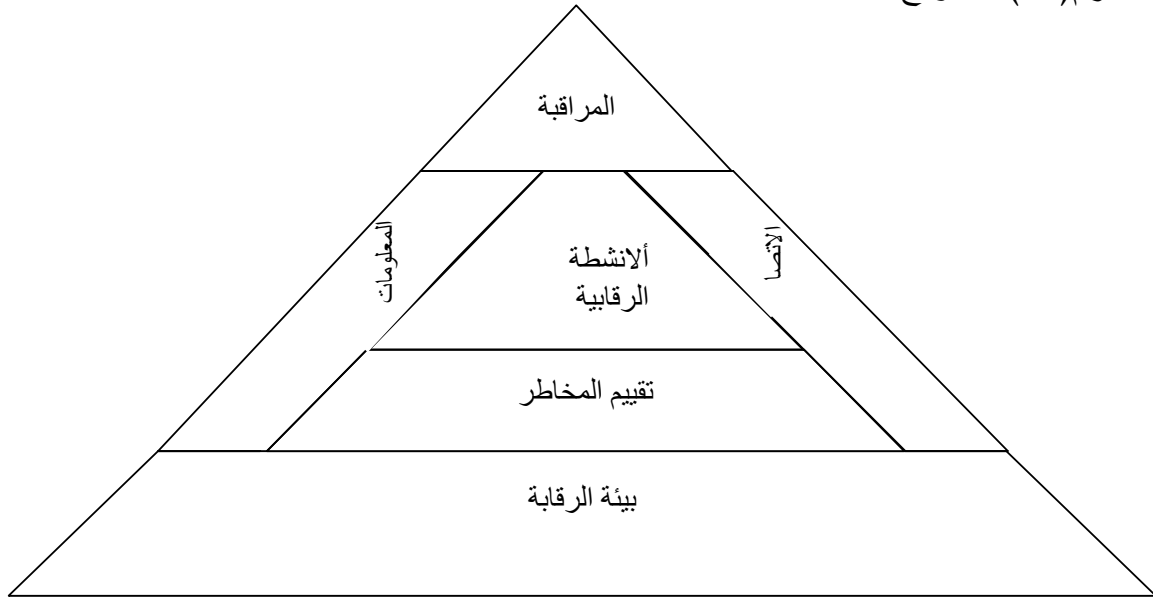 المراقبة
المعلومات
الاتصا
ألانشطة
الرقابية
تقييم المخاطر
بيئة الرقابة